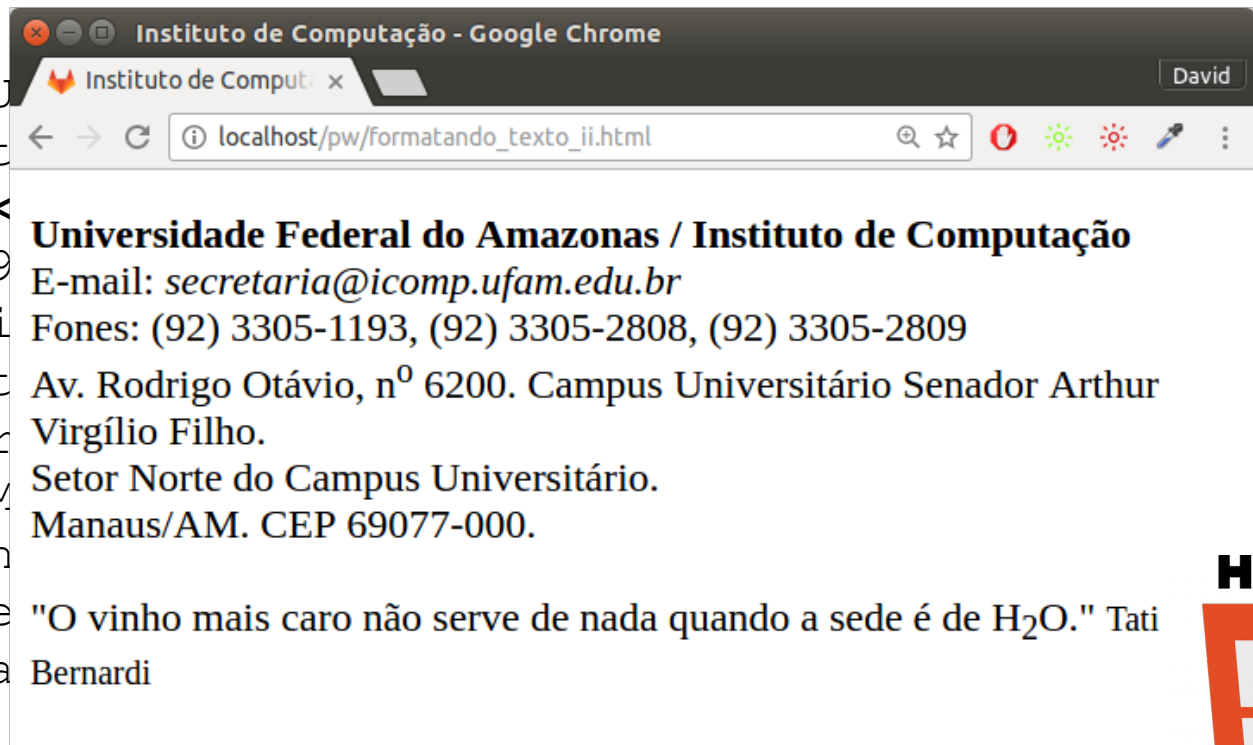 Instituto de Computação - Google Chrome
Instituto de Comput
David
localhost/pw/formatando_texto_ii.html
Universidade Federal do Amazonas / Instituto de Computação
E-mail: secretaria@icomp.ufam.edu.br
Fones: (92) 3305-1193, (92) 3305-2808, (92) 3305-2809
Av. Rodrigo Otávio, nº 6200. Campus Universitário Senador Arthur
Virgílio Filho.
Setor Norte do Campus Universitário.
Manaus/AM. CEP 69077-000.
"O vinho mais caro não serve de nada quando a sede é de H₂O." Tati
Bernardi
H